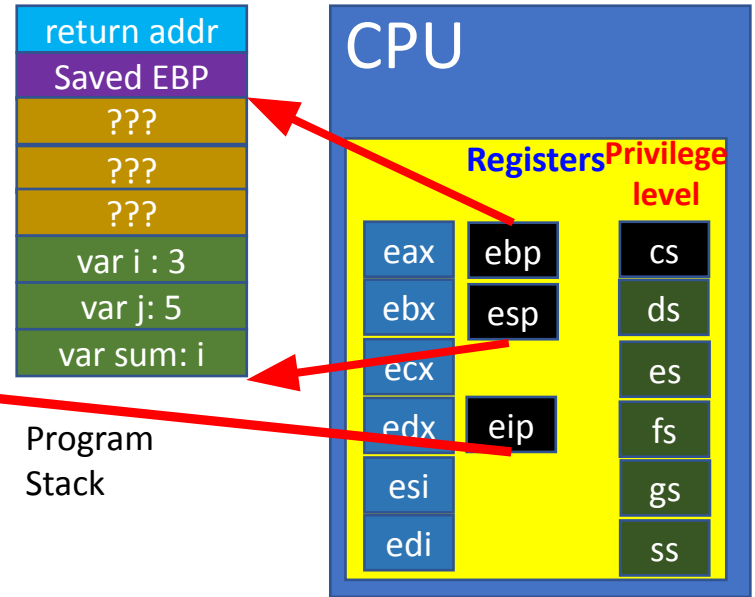 return addr
Saved EBP
???
???
???
var i : 3
var j: 5
var sum: i
Program
Stack
CPU
Registers
Privilege
level
eax
ebp
cs
ebx
esp
ds
ecx
es
edx
eip
fs
esi
gs
edi
ss